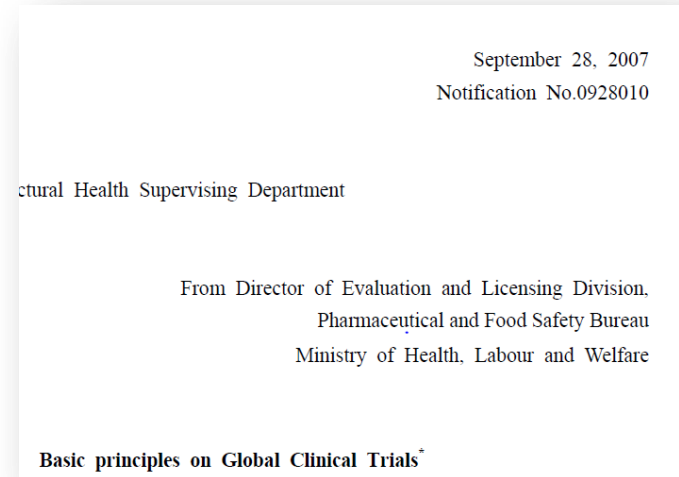 September 28, 2007
Notification No.0928010
ctural Health Supervising Department
From Director of Evaluation and Licensing Division,
Pharmaceutical and Food Safety Bureau
Ministry of Health, Labour and Welfare
Basic principles on Global Clinical Trials*